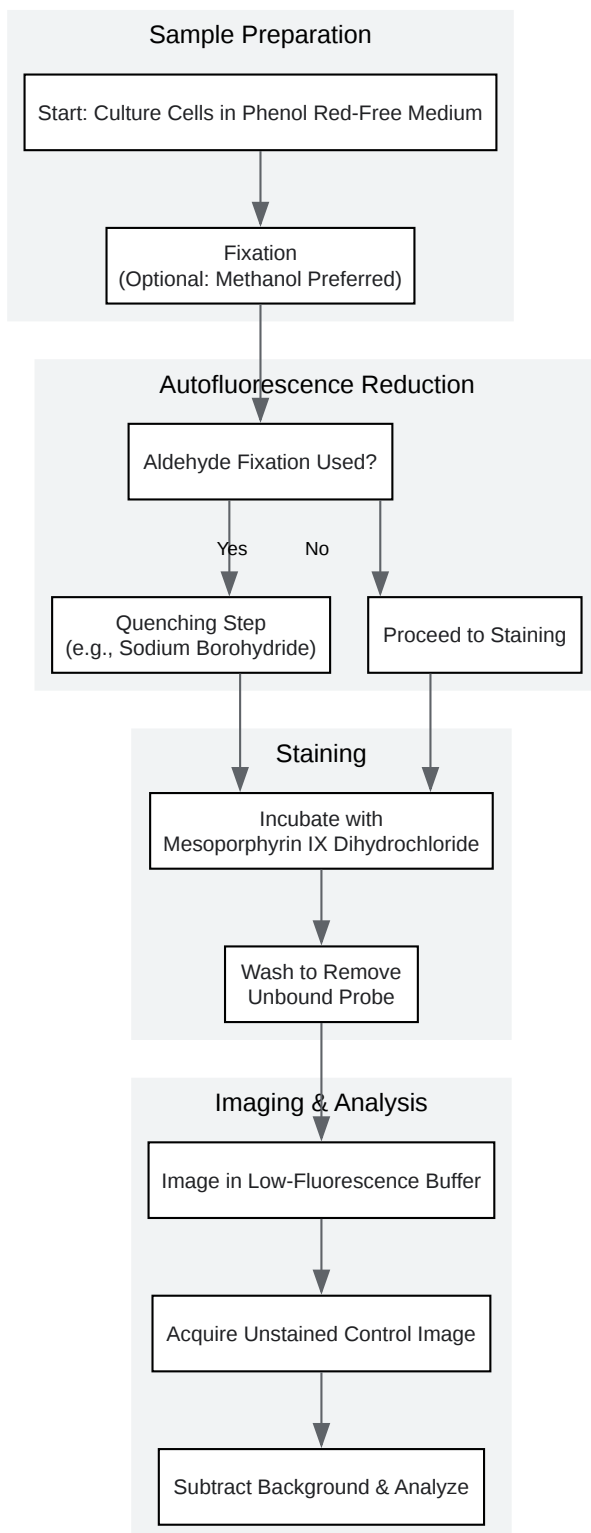 Sample Preparation
Start: Culture Cells in Phenol Red-Free Medium
Fixation
(Optional: Methanol Preferred)
Autofluorescence Reduction
Aldehyde Fixation Used?
Yes
No
Quenching Step
(e.g., Sodium Borohydride)
Proceed to Staining
Staining
Incubate with
Mesoporphyrin IX Dihydrochloride
Wash to Remove
Unbound Probe
Imaging & Analysis
Image in Low-Fluorescence Buffer
Acquire Unstained Control Image
Subtract Background & Analyze